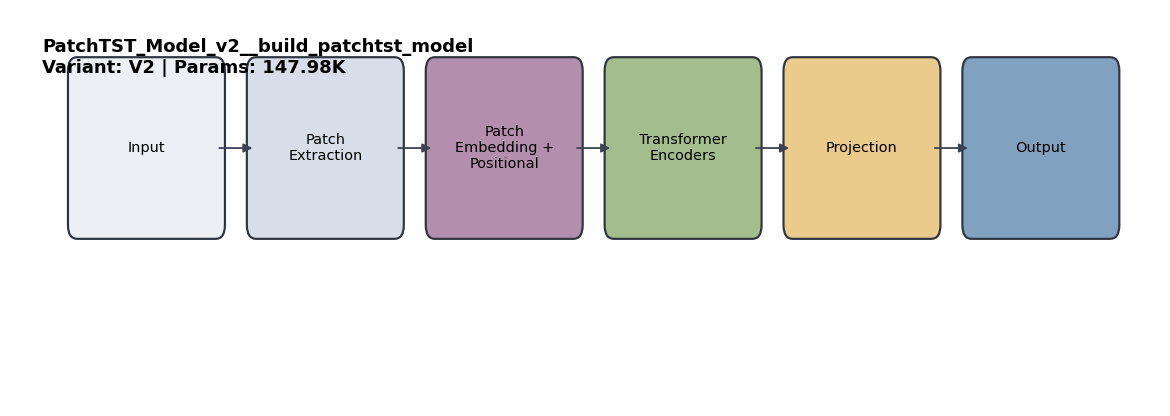 PatchTST_Model_v2__build_patchtst_model
Variant: V2 | Params: 147.98K
Input
Patch
Extraction
Patch
Embedding +
Positional
Transformer
Encoders
Projection
Output